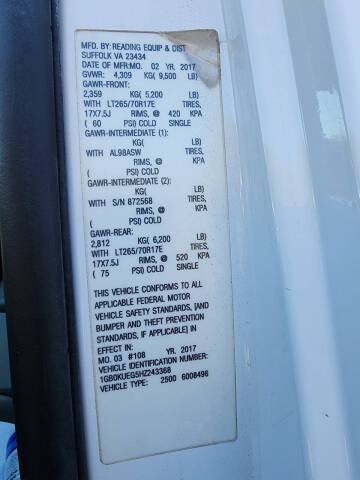 MFD. BY: READING EQUIP & DIST
SUFFOLK VA 23434
DATE OF MFR:MO. 02 YR. 2017
GVWR: 4,309 KG( 9,500 LB)
GAWR-FRONT:
2,359 KG( 5,200 LB)
WITH LT265/70R17E TIRES,
17X7.5J RIMS, @ 420 KPA
( 60 PSI) COLD SINGLE
GAWR-INTERMEDIATE (1):
KG( LB)
WITH AL98ASW TIRES,
RIMS, @ KPA
( PSI) COLD
GAWR-INTERMEDIATE (2):
KG( LB)
WITH S/N 872568 TIRES,
RIMS, @ KPA
( PSI) COLD
GAWR-REAR:
2,812 KG( 6,200 LB)
WITH LT265/70R17E TIRES,
17X7.5J RIMS, @ 520 KPA
( 75 PSI) COLD SINGLE
THIS VEHICLE CONFORMS TO ALL
APPLICABLE FEDERAL MOTOR
VEHICLE SAFETY STANDARDS, [AND
BUMPER AND THEFT PREVENTION
STANDARDS, IF APPLICABLE] IN
EFFECT IN:
MO. 03 #108 YR. 2017
VEHICLE IDENTIFICATION NUMBER:
1GB0KUEG5HZ243368
VEHICLE TYPE: 2500 6008496